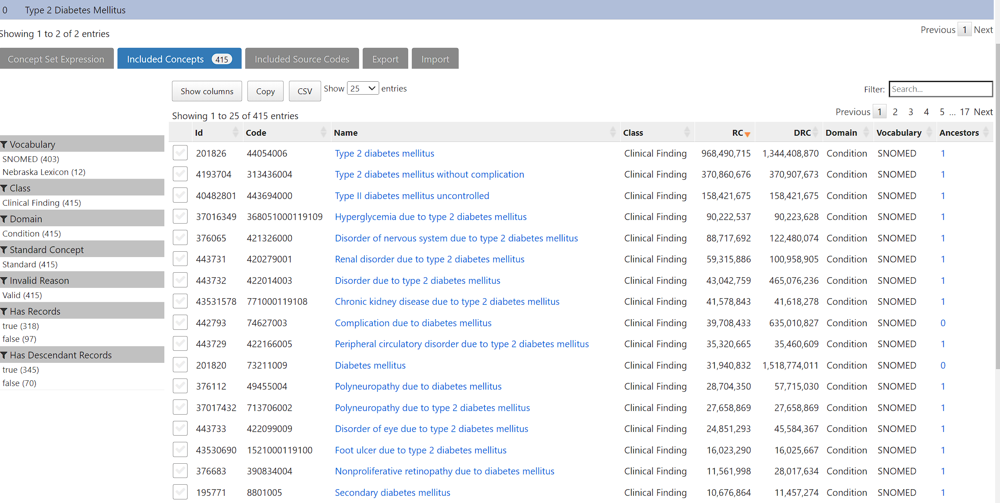 0 Type 2 Diabetes Mellitus
Showing 1 to 2 of 2 entries
Previous 1 Next
Concept Set Expression Included Concepts 415 Included Source Codes Export Import
Show columns Copy CSV Show 25 entries
Filter: Search...
Showing 1 to 25 of 415 entries
Previous 1 2 3 4 5 ... 17 Next
Vocabulary
SNOMED (403)
Nebraska Lexicon (12)
Class
Clinical Finding (415)
Domain
Condition (415)
Standard Concept
Standard (415)
Invalid Reason
Valid (415)
Has Records
true (318)
false (97)
Has Descendant Records
true (345)
false (70)
Id Code Name Class RC DRC Domain Vocabulary Ancestors
201826 44054006 Type 2 diabetes mellitus Clinical Finding 968,490,715 1,344,408,870 Condition SNOMED 1
4193704 313436004 Type 2 diabetes mellitus without complication Clinical Finding 370,860,676 370,907,673 Condition SNOMED 1
40482801 443694000 Type II diabetes mellitus uncontrolled Clinical Finding 158,421,675 158,421,675 Condition SNOMED 1
37016349 368051000119109 Hyperglycemia due to type 2 diabetes mellitus Clinical Finding 90,222,537 90,223,628 Condition SNOMED 1
376065 421326000 Disorder of nervous system due to type 2 diabetes mellitus Clinical Finding 88,717,692 122,480,074 Condition SNOMED 1
443731 420279001 Renal disorder due to type 2 diabetes mellitus Clinical Finding 59,315,886 100,958,905 Condition SNOMED 1
443732 422014003 Disorder due to type 2 diabetes mellitus Clinical Finding 43,042,759 465,076,236 Condition SNOMED 1
43531578 771000119108 Chronic kidney disease due to type 2 diabetes mellitus Clinical Finding 41,578,843 41,618,278 Condition SNOMED 1
442793 74627003 Complication due to diabetes mellitus Clinical Finding 39,708,433 635,010,827 Condition SNOMED 0
443729 422166005 Peripheral circulatory disorder due to type 2 diabetes mellitus Clinical Finding 35,320,665 35,460,609 Condition SNOMED 1
201820 73211009 Diabetes mellitus Clinical Finding 31,940,832 1,518,774,011 Condition SNOMED 0
376112 49455004 Polyneuropathy due to diabetes mellitus Clinical Finding 28,704,350 57,715,030 Condition SNOMED 1
37017432 713706002 Polyneuropathy due to type 2 diabetes mellitus Clinical Finding 27,658,869 27,658,869 Condition SNOMED 1
443733 422099009 Disorder of eye due to type 2 diabetes mellitus Clinical Finding 24,851,293 45,584,367 Condition SNOMED 1
43530690 1521000119100 Foot ulcer due to type 2 diabetes mellitus Clinical Finding 16,023,290 16,025,667 Condition SNOMED 1
376683 390834004 Nonproliferative retinopathy due to diabetes mellitus Clinical Finding 11,561,998 28,017,634 Condition SNOMED 1
195771 8801005 Secondary diabetes mellitus Clinical Finding 10,676,864 11,457,274 Condition SNOMED 1